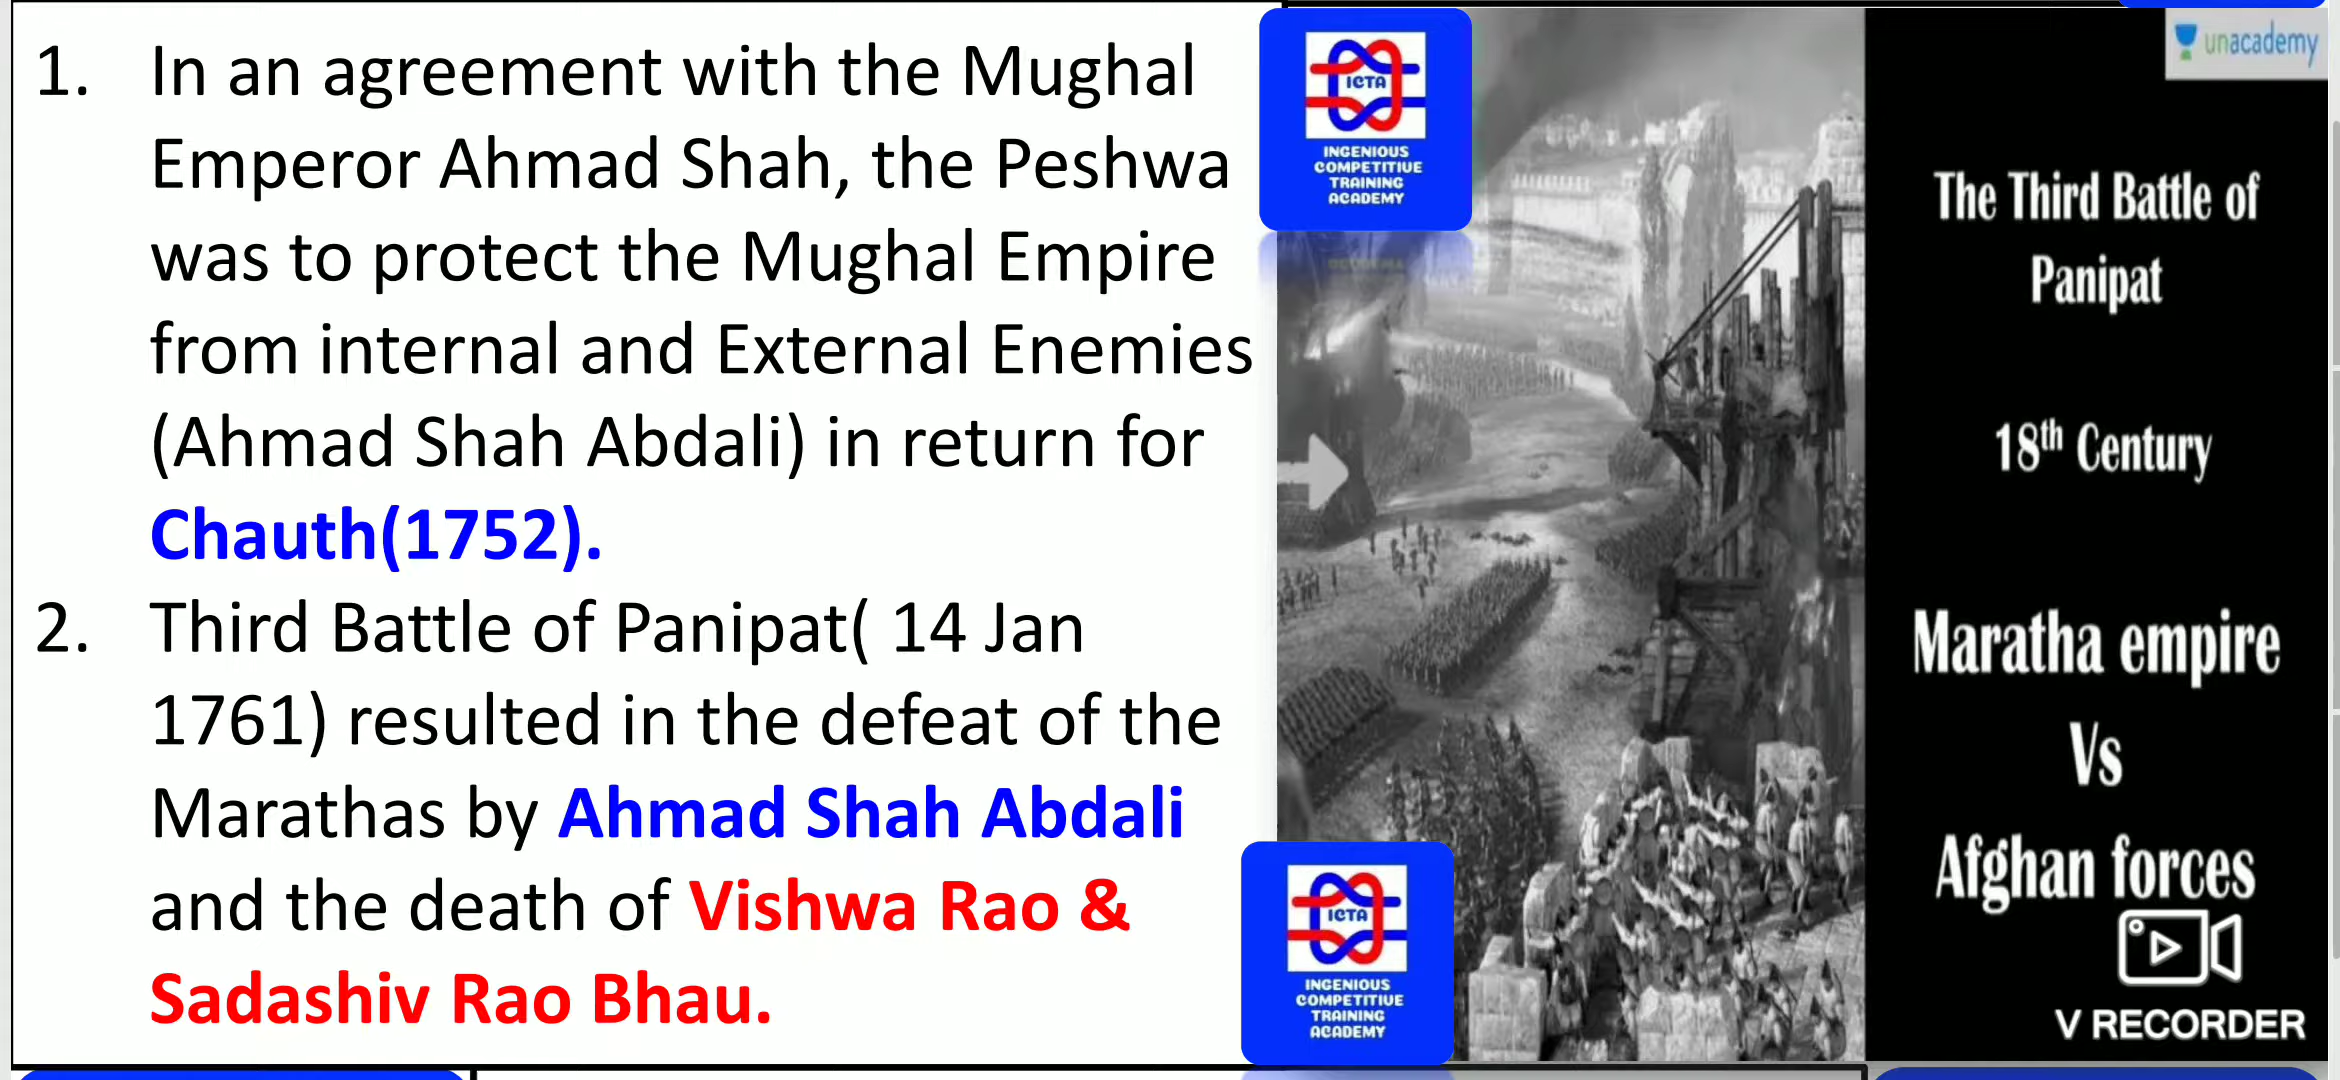 1. In an agreement with the Mughal
Emperor Ahmad Shah, the Peshwa
was to protect the Mughal Empire
from internal and External Enemies
(Ahmad Shah Abdali) in return for
Chauth(1752).
2. Third Battle of Panipat( 14 Jan
1761) resulted in the defeat of the
Marathas by Ahmad Shah Abdali
and the death of Vishwa Rao &
Sadashiv Rao Bhau.
ICTA
INGENIOUS
COMPETITIVE
TRAINING
ACADEMY
unacademy
The Third Battle of
Panipat
18th Century
Maratha empire
Vs
Afghan forces
ICTA
INGENIOUS
COMPETITIVE
TRAINING
ACADEMY
V RECORDER